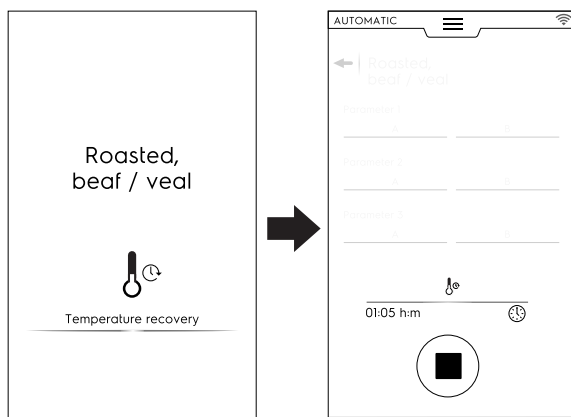 Roasted,
beaf / veal
Temperature recovery
AUTOMATIC
Roasted,
beaf / veal
Parameter 1
Parameter 2
Parameter 3
01:05 h:m